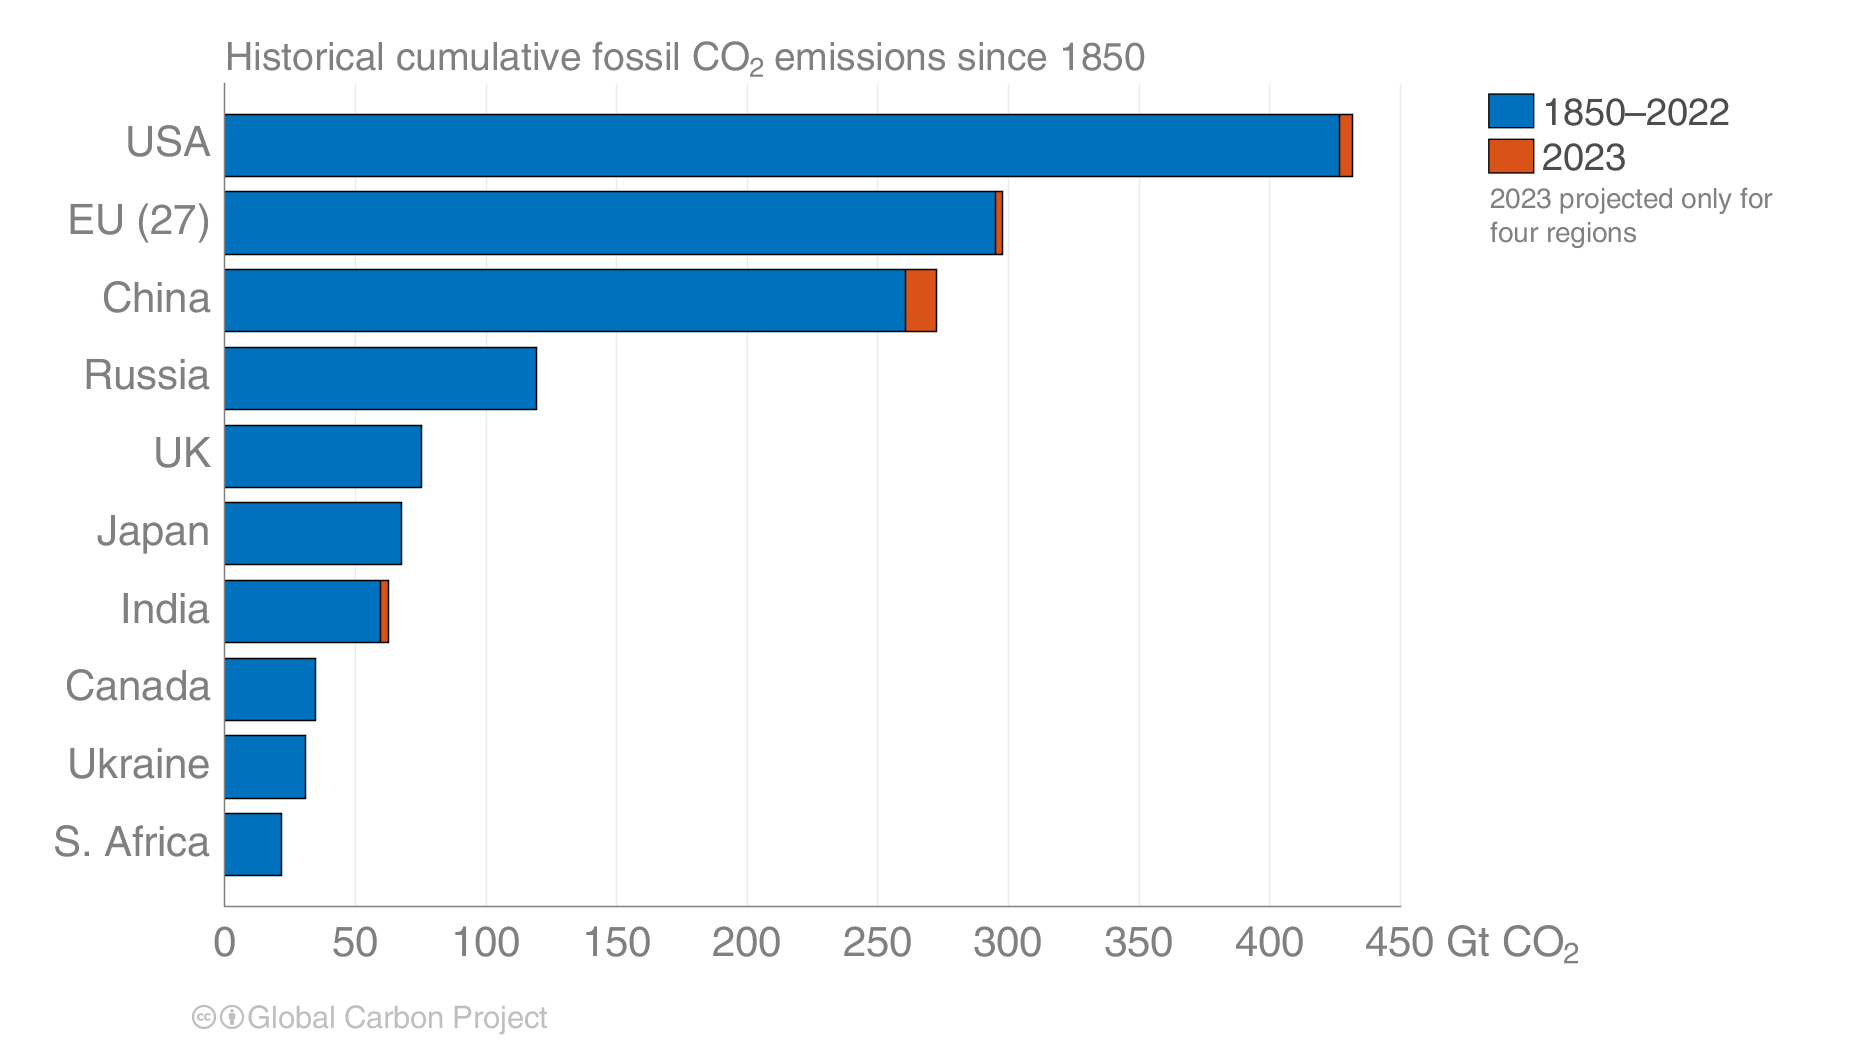 Historical cumulative fossil CO₂ emissions since 1850
1850–2022
2023
2023 projected only for
four regions
USA
EU (27)
China
Russia
UK
Japan
India
Canada
Ukraine
S. Africa
0 50 100 150 200 250 300 350 400 450 Gt CO₂
cc Global Carbon Project